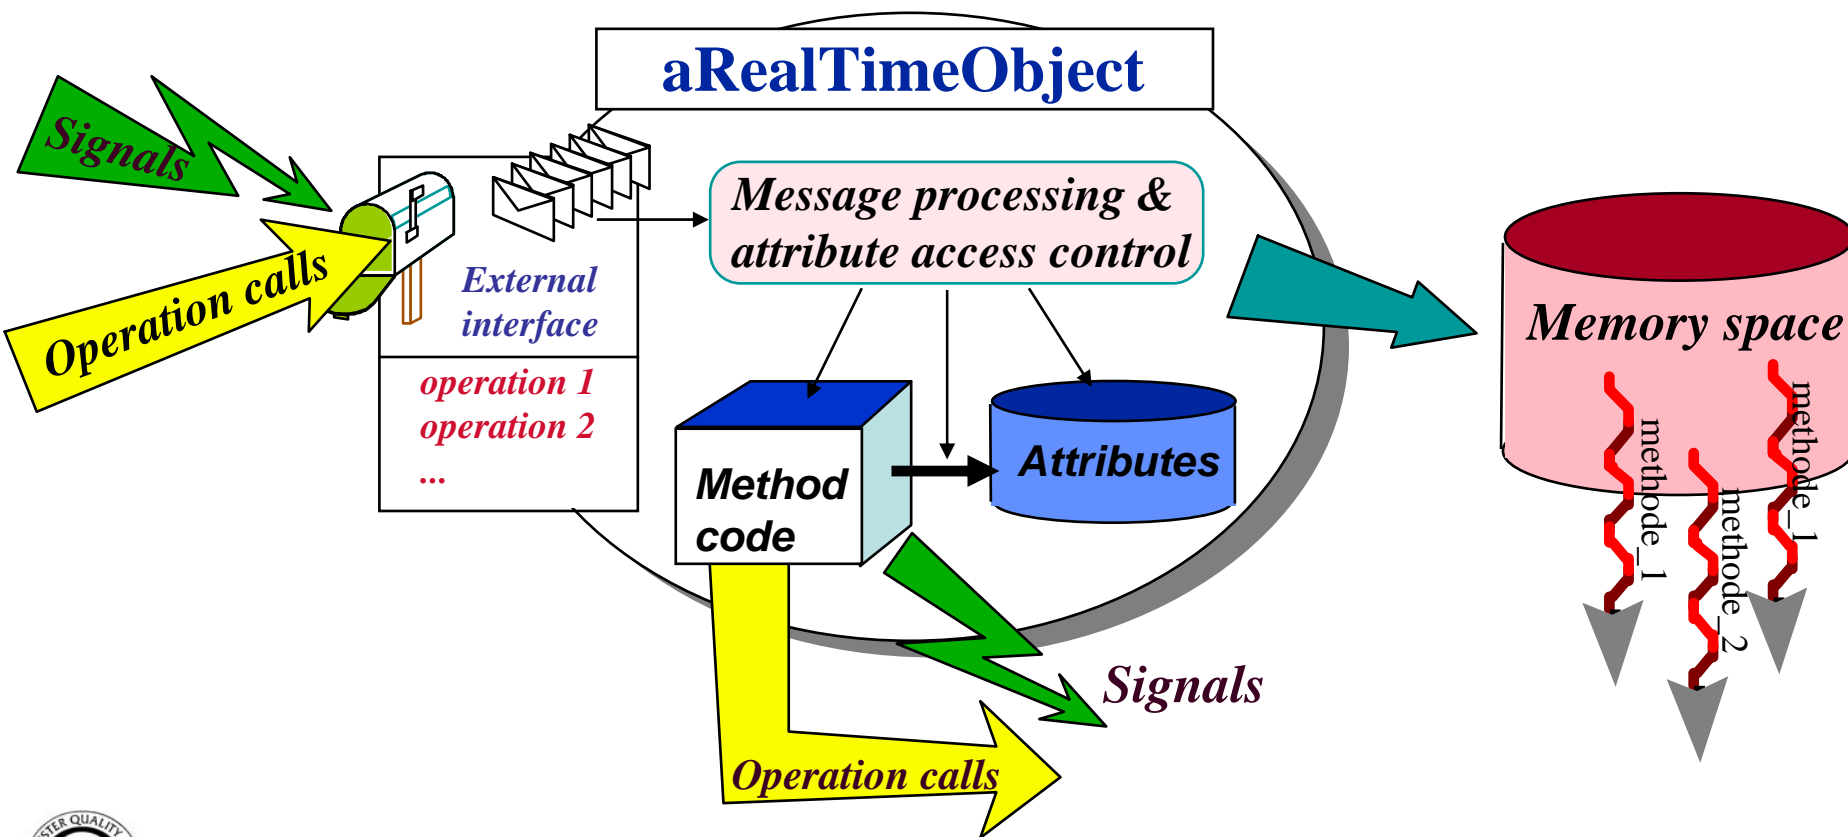 aRealTimeObject
Signals
Operation calls
External
interface
operation 1
operation 2
...
Message processing &
attribute access control
Method
code
Attributes
Signals
Operation calls
Memory space
methode_1
methode_2
methode_1
QUALITY